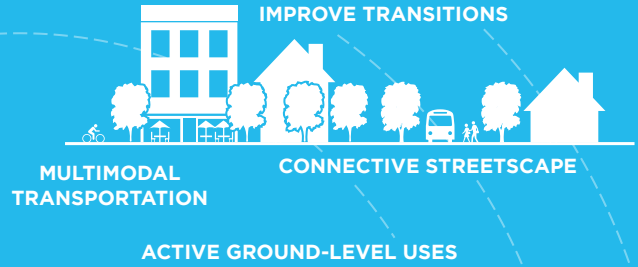 IMPROVE TRANSITIONS
MULTIMODAL
TRANSPORTATION
CONNECTIVE STREETSCAPE
ACTIVE GROUND-LEVEL USES